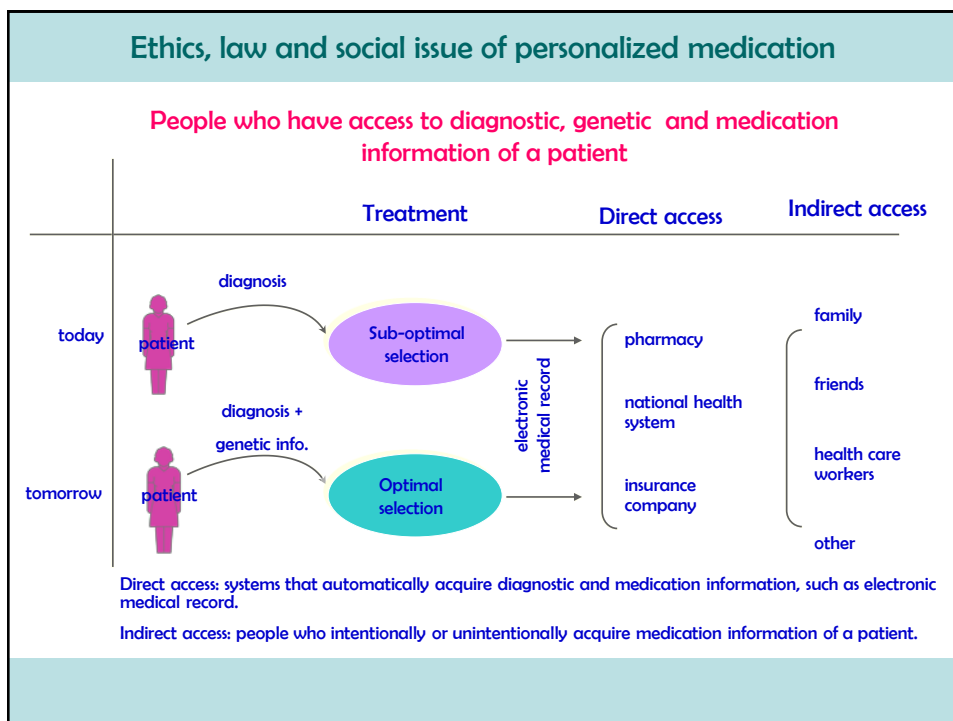 Ethics, law and social issue of personalized medication
People who have access to diagnostic, genetic and medication
information of a patient
Treatment
Direct access
Indirect access
today
patient
diagnosis
Sub-optimal
selection
tomorrow
patient
diagnosis +
genetic info.
Optimal
selection
electronic
medical record
pharmacy
national health
system
insurance
company
family
friends
health care
workers
other
Direct access: systems that automatically acquire diagnostic and medication information, such as electronic
medical record.
Indirect access: people who intentionally or unintentionally acquire medication information of a patient.